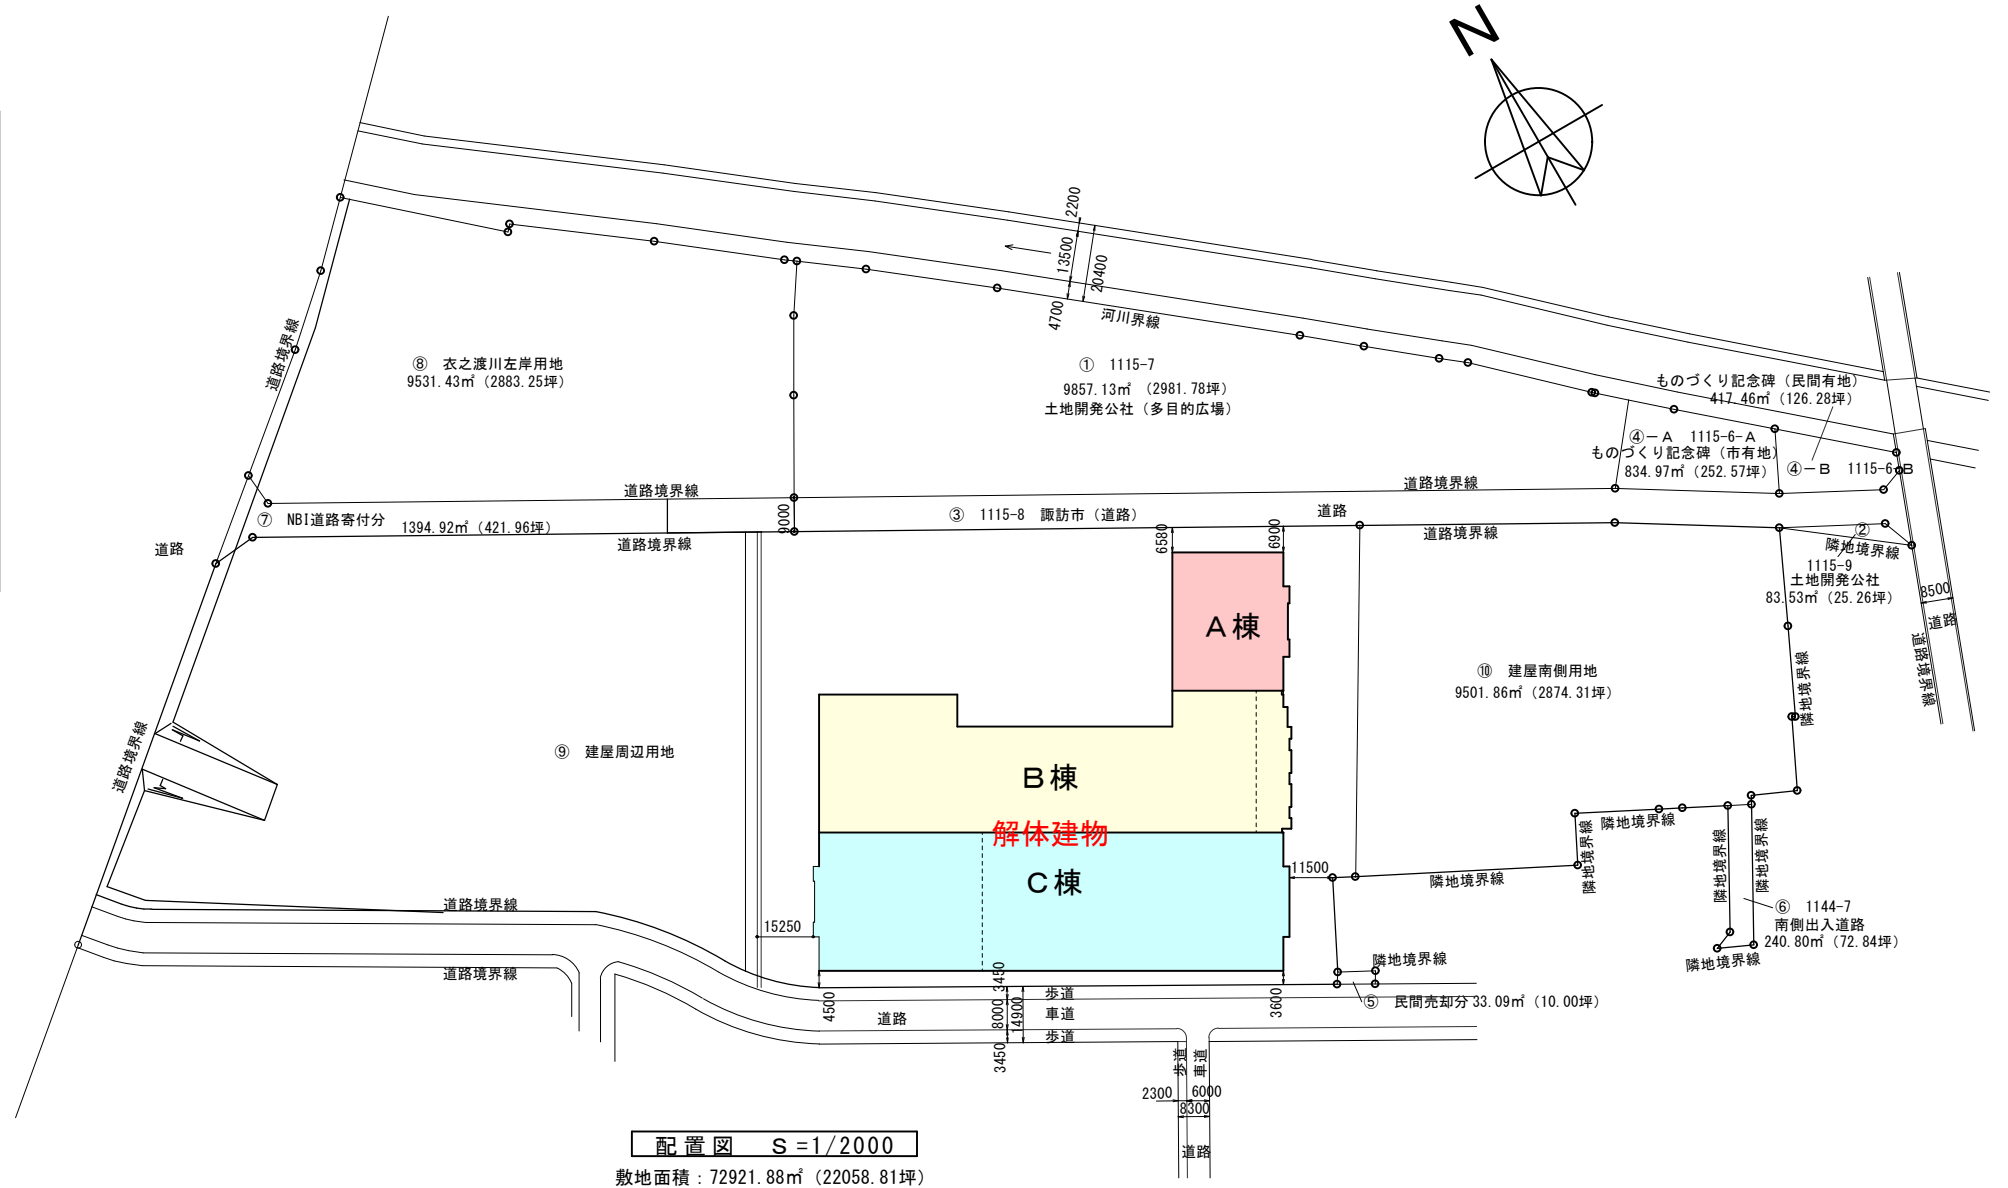 N
2200
13500
20400
4700
河川界線
道路境界線
⑧ 衣之渡川左岸用地
9531.43㎡（2883.25坪）
① 1115-7
9857.13㎡（2981.78坪）
土地開発公社（多目的広場）
ものづくり記念碑（民間有地）
417.46㎡（126.28坪）
④－A 1115-6-A
ものづくり記念碑（市有地）
834.97㎡（252.57坪）
④－B 1115-6-B
道路境界線
道路境界線
⑦ NBI道路寄付分
1394.92㎡（421.96坪）
9000
③ 1115-8 諏訪市（道路）
道路
道路
道路境界線
道路境界線
6580
6900
②
隣地境界線
1115-9
土地開発公社
83.53㎡（25.26坪）
8500
道路
道路境界線
A棟
⑩ 建屋南側用地
9501.86㎡（2874.31坪）
隣地境界線
道路境界線
⑨ 建屋周辺用地
B棟
解体建物
C棟
11500
隣地境界線
隣地境界線
隣地境界線
隣地境界線
隣地境界線
⑥ 1144-7
南側出入道路
240.80㎡（72.84坪）
隣地境界線
道路境界線
15250
道路境界線
隣地境界線
4500
3450
8000
14900
3450
歩道
車道
歩道
道路
3600
⑤ 民間売却分 33.09㎡（10.00坪）
歩道
車道
2300
6000
8300
道路
配置図 S=1/2000
敷地面積：72921.88㎡（22058.81坪）